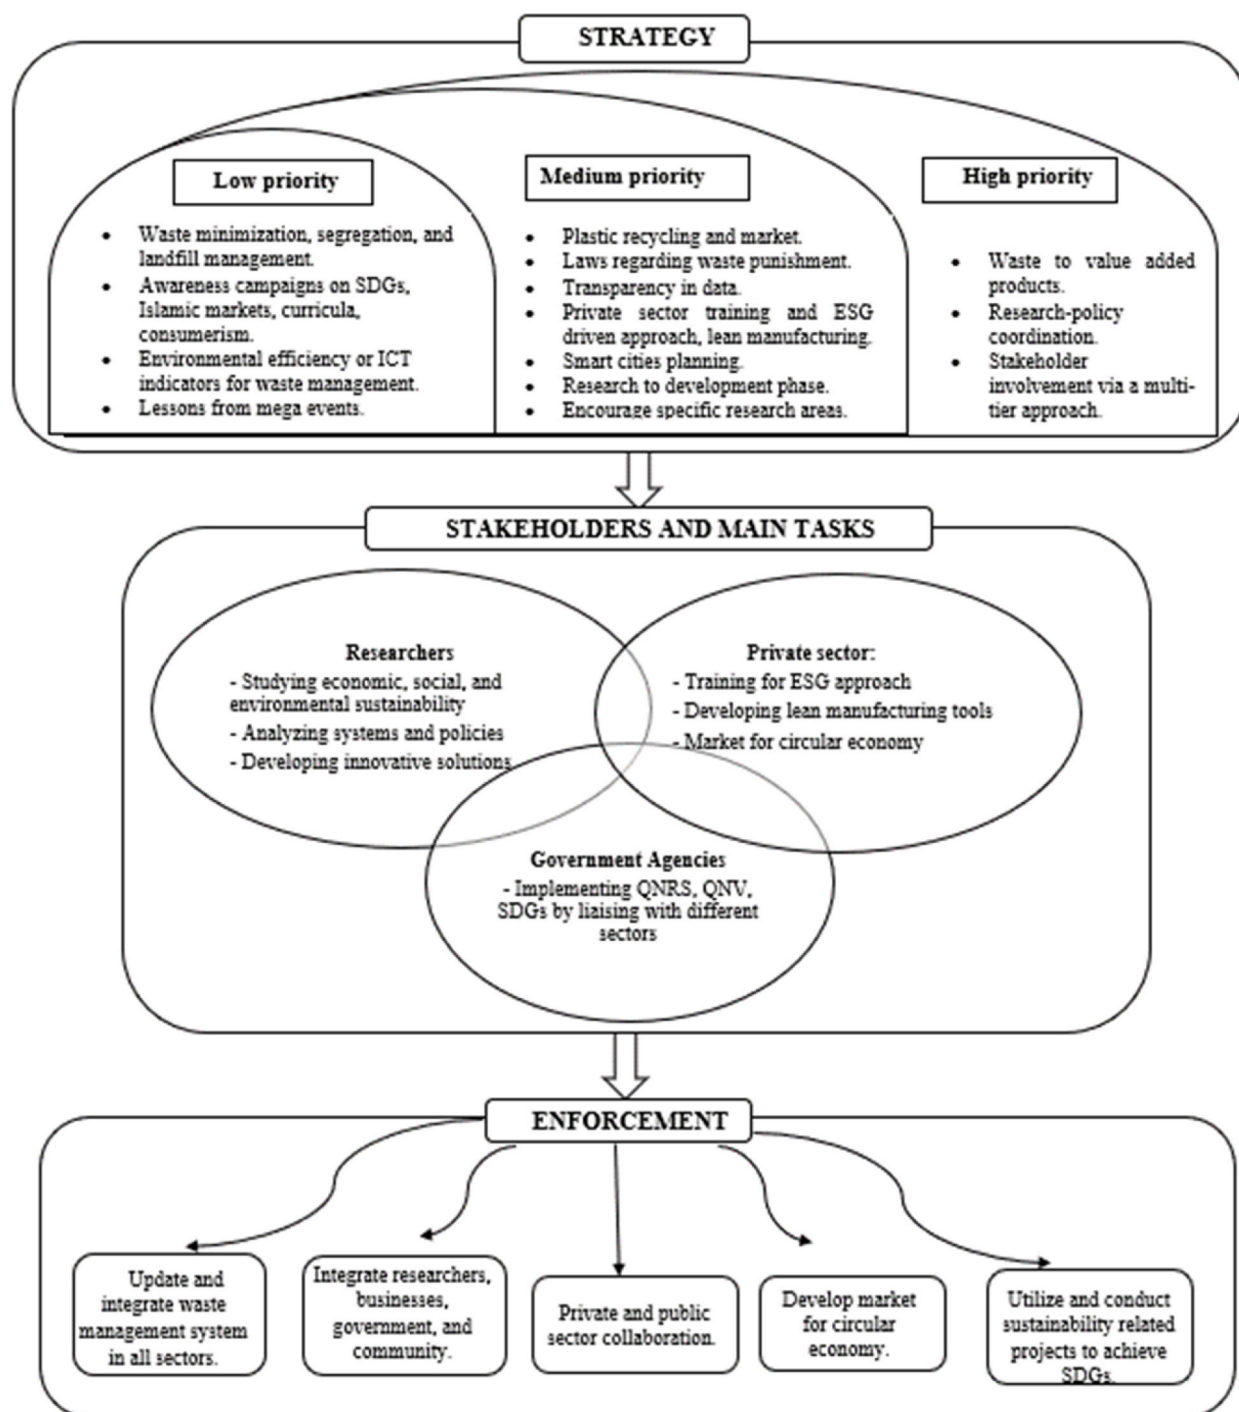 STRATEGY
Low priority
• Waste minimization, segregation, and
landfill management.
• Awareness campaigns on SDGs,
Islamic markets, curricula,
consumerism.
• Environmental efficiency or ICT
indicators for waste management.
• Lessons from mega events.
Medium priority
• Plastic recycling and market.
• Laws regarding waste punishment.
• Transparency in data.
• Private sector training and ESG
driven approach, lean manufacturing.
• Smart cities planning.
• Research to development phase.
• Encourage specific research areas.
High priority
• Waste to value added
products.
• Research-policy
coordination.
• Stakeholder
involvement via a multi-
tier approach.
STAKEHOLDERS AND MAIN TASKS
Researchers
- Studying economic, social, and
environmental sustainability
- Analyzing systems and policies
- Developing innovative solutions
Private sector:
- Training for ESG approach
- Developing lean manufacturing tools
- Market for circular economy
Government Agencies
- Implementing QNRS, QNV,
SDGs by liaising with different
sectors
ENFORCEMENT
Update and
integrate waste
management system
in all sectors.
Integrate researchers,
businesses,
government, and
community.
Private and public
sector collaboration.
Develop market
for circular
economy.
Utilize and conduct
sustainability related
projects to achieve
SDGs.